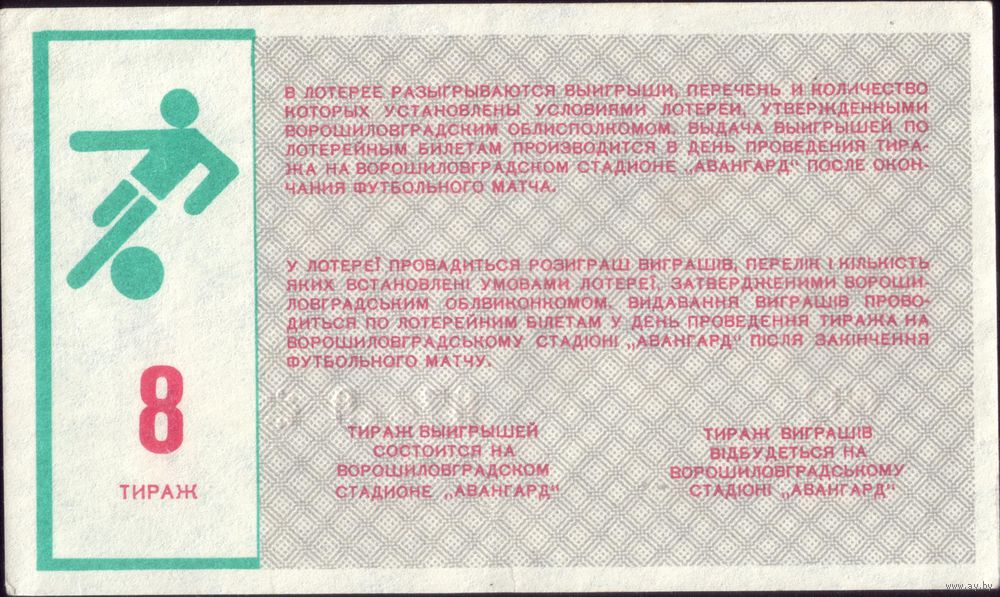 В ЛОТЕРЕЕ РАЗЫГРЫВАЮТСЯ ВЫИГРЫШИ, ПЕРЕЧЕНЬ И КОЛИЧЕСТВО
КОТОРЫХ УСТАНОВЛЕНЫ УСЛОВИЯМИ ЛОТЕРЕИ, УТВЕРЖДЕННЫМИ
ВОРОШИЛОВГРАДСКИМ ОБЛИСПОЛКОМОМ. ВЫДАЧА ВЫИГРЫШЕЙ ПО
ЛОТЕРЕЙНЫМ БИЛЕТАМ ПРОИЗВОДИТСЯ В ДЕНЬ ПРОВЕДЕНИЯ ТИРА-
ЖА НА ВОРОШИЛОВГРАДСКОМ СТАДИОНЕ „АВАНГАРД“ ПОСЛЕ ОКОН-
ЧАНИЯ ФУТБОЛЬНОГО МАТЧА.
У ЛОТЕРЕЇ ПРОВАДИТЬСЯ РОЗИГРАШ ВИГРАШІВ, ПЕРЕЛІК І КІЛЬКІСТЬ
ЯКИХ ВСТАНОВЛЕНІ УМОВАМИ ЛОТЕРЕЇ, ЗАТВЕРДЖЕНИМИ ВОРОШИ-
ЛОВГРАДСЬКИМ ОБЛВИКОНКОМОМ. ВИДАВАННЯ ВИГРАШІВ ПРОВО-
ДИТЬСЯ ПО ЛОТЕРЕЙНИМ БІЛЕТАМ У ДЕНЬ ПРОВЕДЕННЯ ТИРАЖА НА
ВОРОШИЛОВГРАДСЬКОМУ СТАДІОНІ „АВАНГАРД“ ПІСЛЯ ЗАКІНЧЕННЯ
ФУТБОЛЬНОГО МАТЧУ.
8
ТИРАЖ
ТИРАЖ ВЫИГРЫШЕЙ
СОСТОИТСЯ НА
ВОРОШИЛОВГРАДСКОМ
СТАДИОНЕ „АВАНГАРД“
ТИРАЖ ВИГРАШІВ
ВІДБУДЕТЬСЯ НА
ВОРОШИЛОВГРАДСЬКОМУ
СТАДІОНІ „АВАНГАРД“
www.ay.by